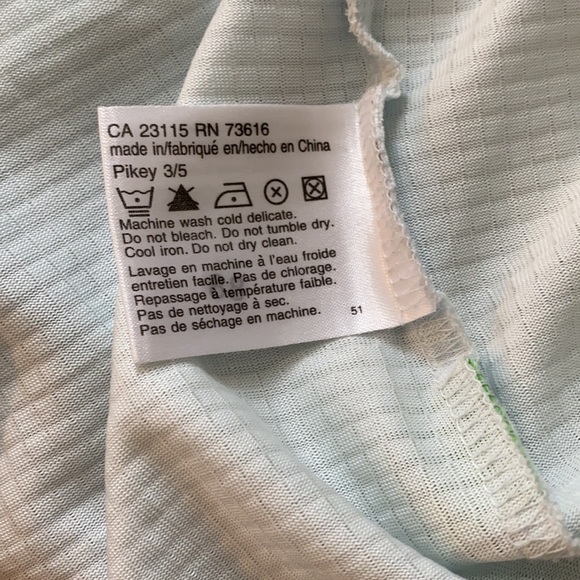 CA 23115 RN 73616
made in/fabriqué en/hecho en China
Pikey 3/5
Machine wash cold delicate.
Do not bleach. Do not tumble dry.
Cool iron. Do not dry clean.
Lavage en machine à l'eau froide
entretien facile. Pas de chlorage.
Repassage à température faible.
Pas de nettoyage à sec.
Pas de séchage en machine. 51